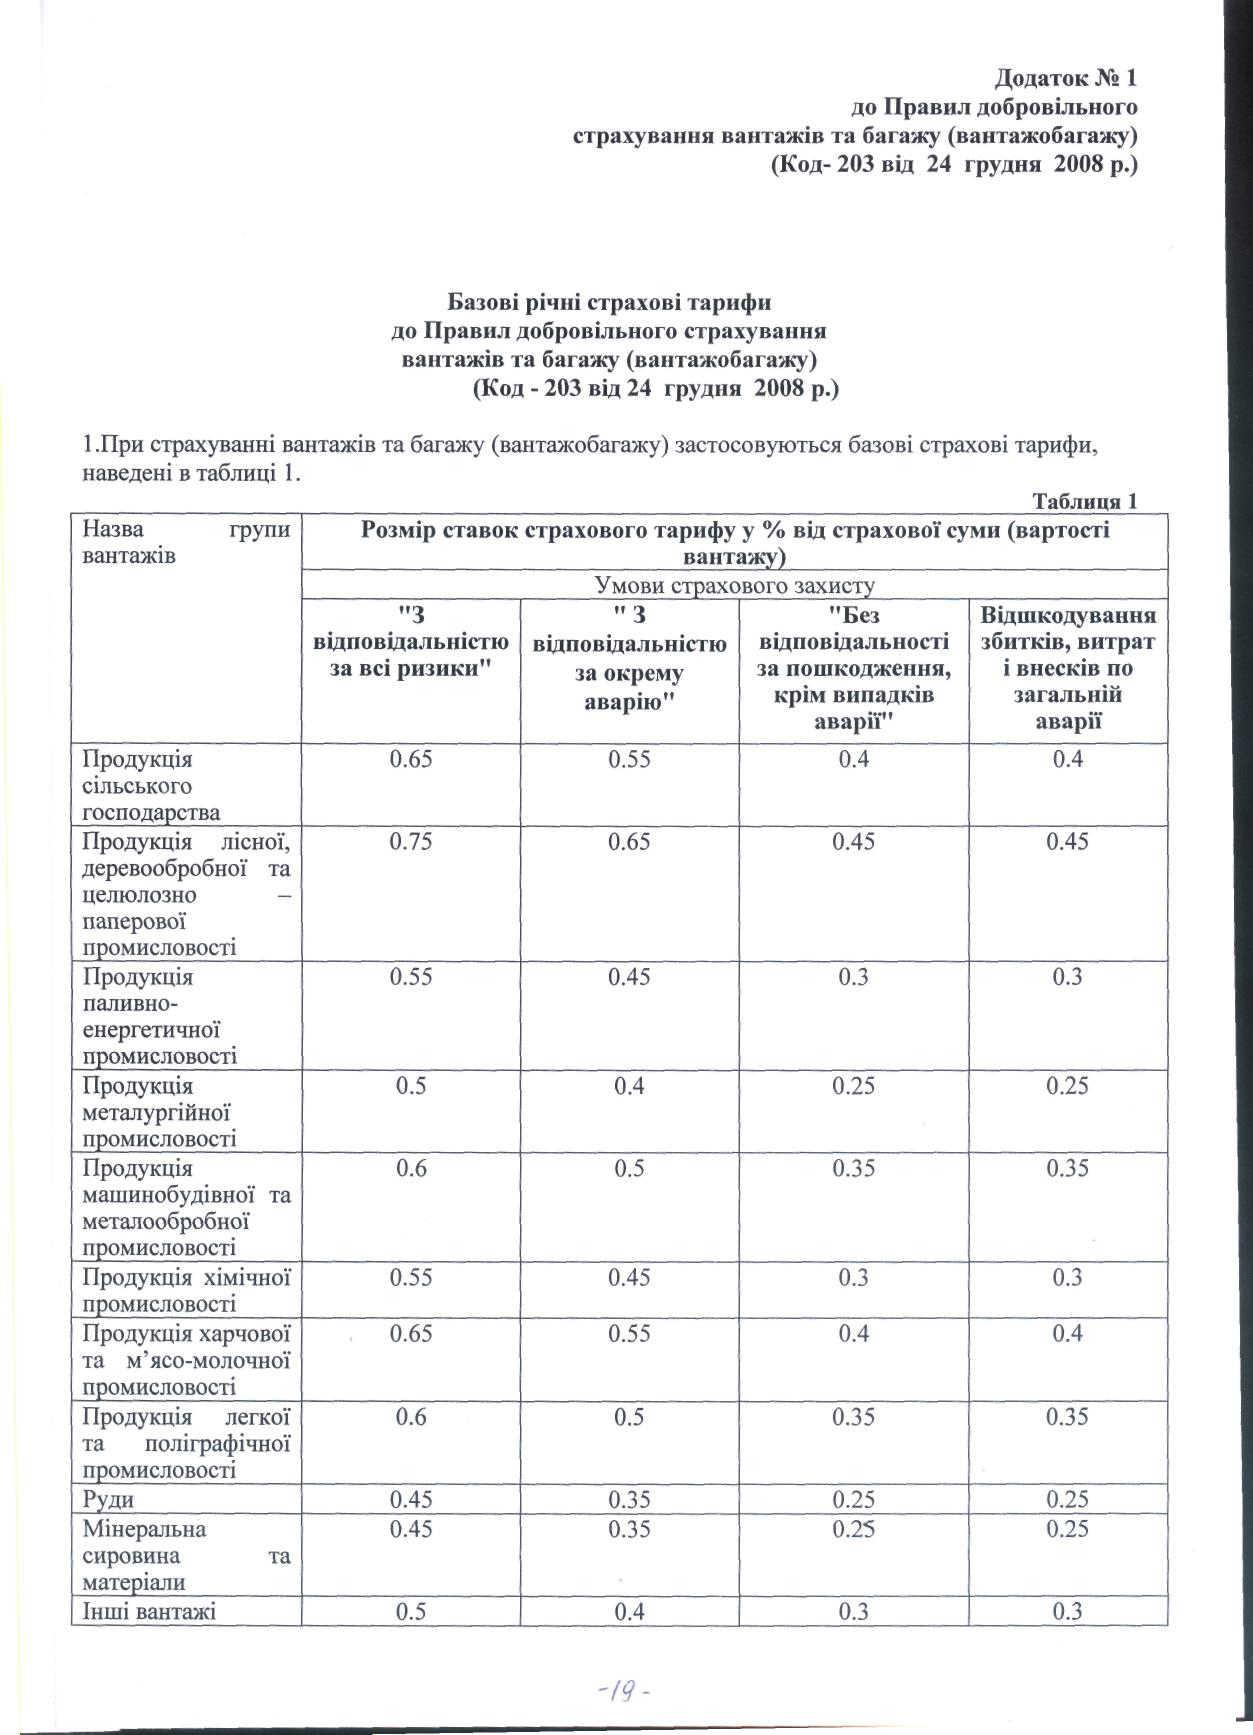 Додаток № 1
до Правил добровільного
страхування вантажів та багажу (вантажобагажу)
(Код- 203 від 24 грудня 2008 р.)
Базові річні страхові тарифи
до Правил добровільного страхування
вантажів та багажу (вантажобагажу)
(Код - 203 від 24 грудня 2008 р.)
1.При страхуванні вантажів та багажу (вантажобагажу) застосовуються базові страхові тарифи,
наведені в таблиці 1.
Таблиця 1
Назва групи
вантажів
Розмір ставок страхового тарифу у % від страхової суми (вартості
вантажу)
Умови страхового захисту
"З
відповідальністю
за всі ризики"
" З
відповідальністю
за окрему
аварію"
"Без
відповідальності
за пошкодження,
крім випадків
аварії"
Відшкодування
збитків, витрат
і внесків по
загальній
аварії
Продукція
сільського
господарства
0.65
0.55
0.4
0.4
Продукція лісної,
деревообробної та
целюлозно –
паперової
промисловості
0.75
0.65
0.45
0.45
Продукція
паливно-
енергетичної
промисловості
0.55
0.45
0.3
0.3
Продукція
металургійної
промисловості
0.5
0.4
0.25
0.25
Продукція
машинобудівної та
металообробної
промисловості
0.6
0.5
0.35
0.35
Продукція хімічної
промисловості
0.55
0.45
0.3
0.3
Продукція харчової
та м’ясо-молочної
промисловості
0.65
0.55
0.4
0.4
Продукція легкої
та поліграфічної
промисловості
0.6
0.5
0.35
0.35
Руди
0.45
0.35
0.25
0.25
Мінеральна
сировина та
матеріали
0.45
0.35
0.25
0.25
Інші вантажі
0.5
0.4
0.3
0.3
-19-